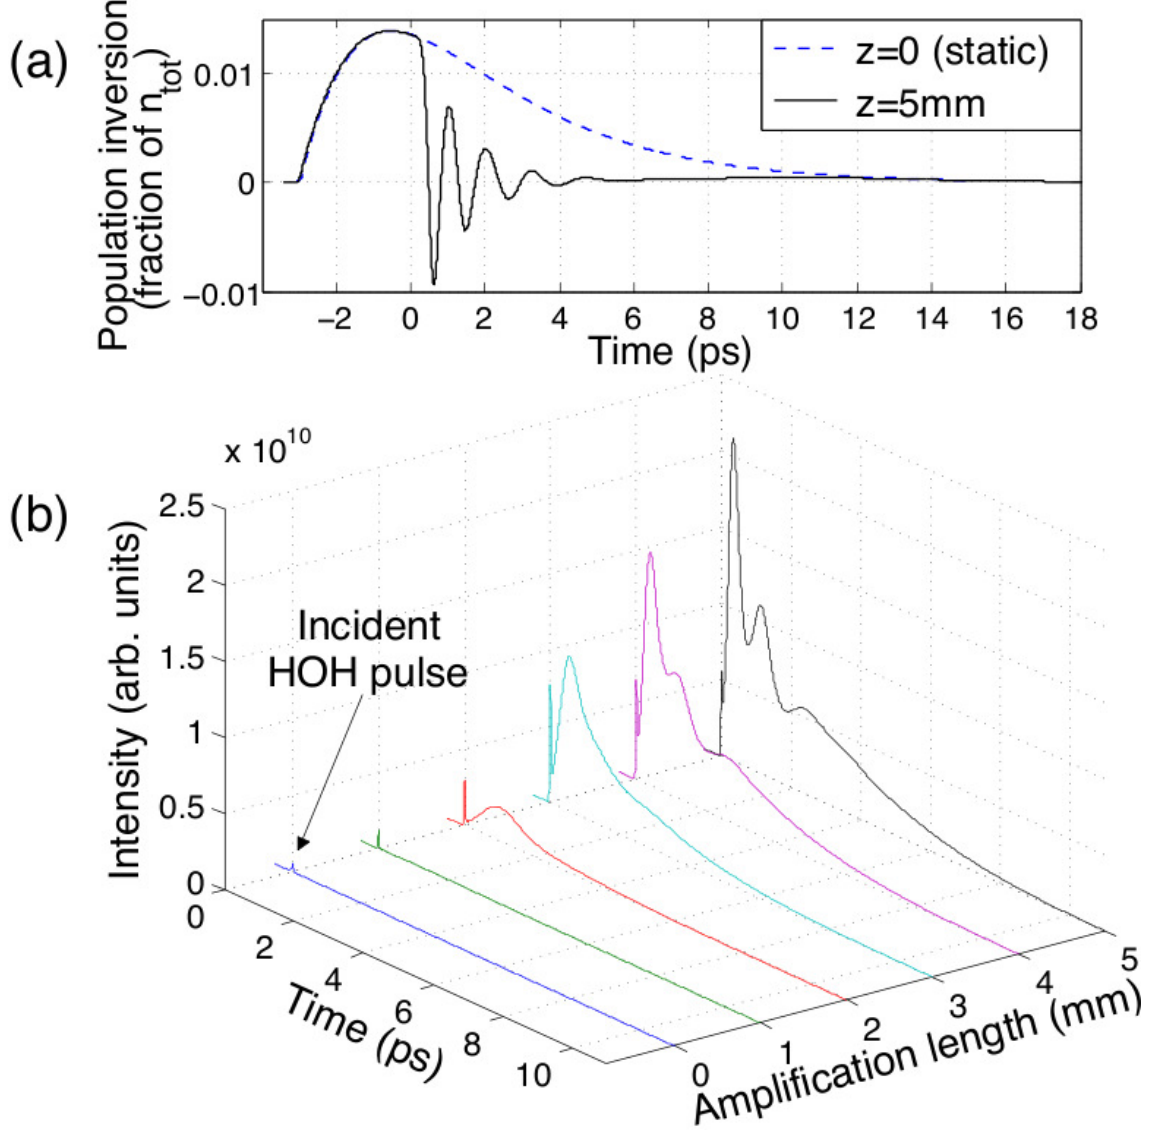 (a)
Population inversion
(fraction of n_tot)
0.01
0
−0.01
z=0 (static)
z=5mm
−2 0 2 4 6 8 10 12 14 16 18
Time (ps)
(b)
x 10^10
Intensity (arb. units)
2.5
2
1.5
1
0.5
0
Incident
HOH pulse
0
2
4
6
8
10
Time (ps)
0
1
2
3
4
5
Amplification length (mm)